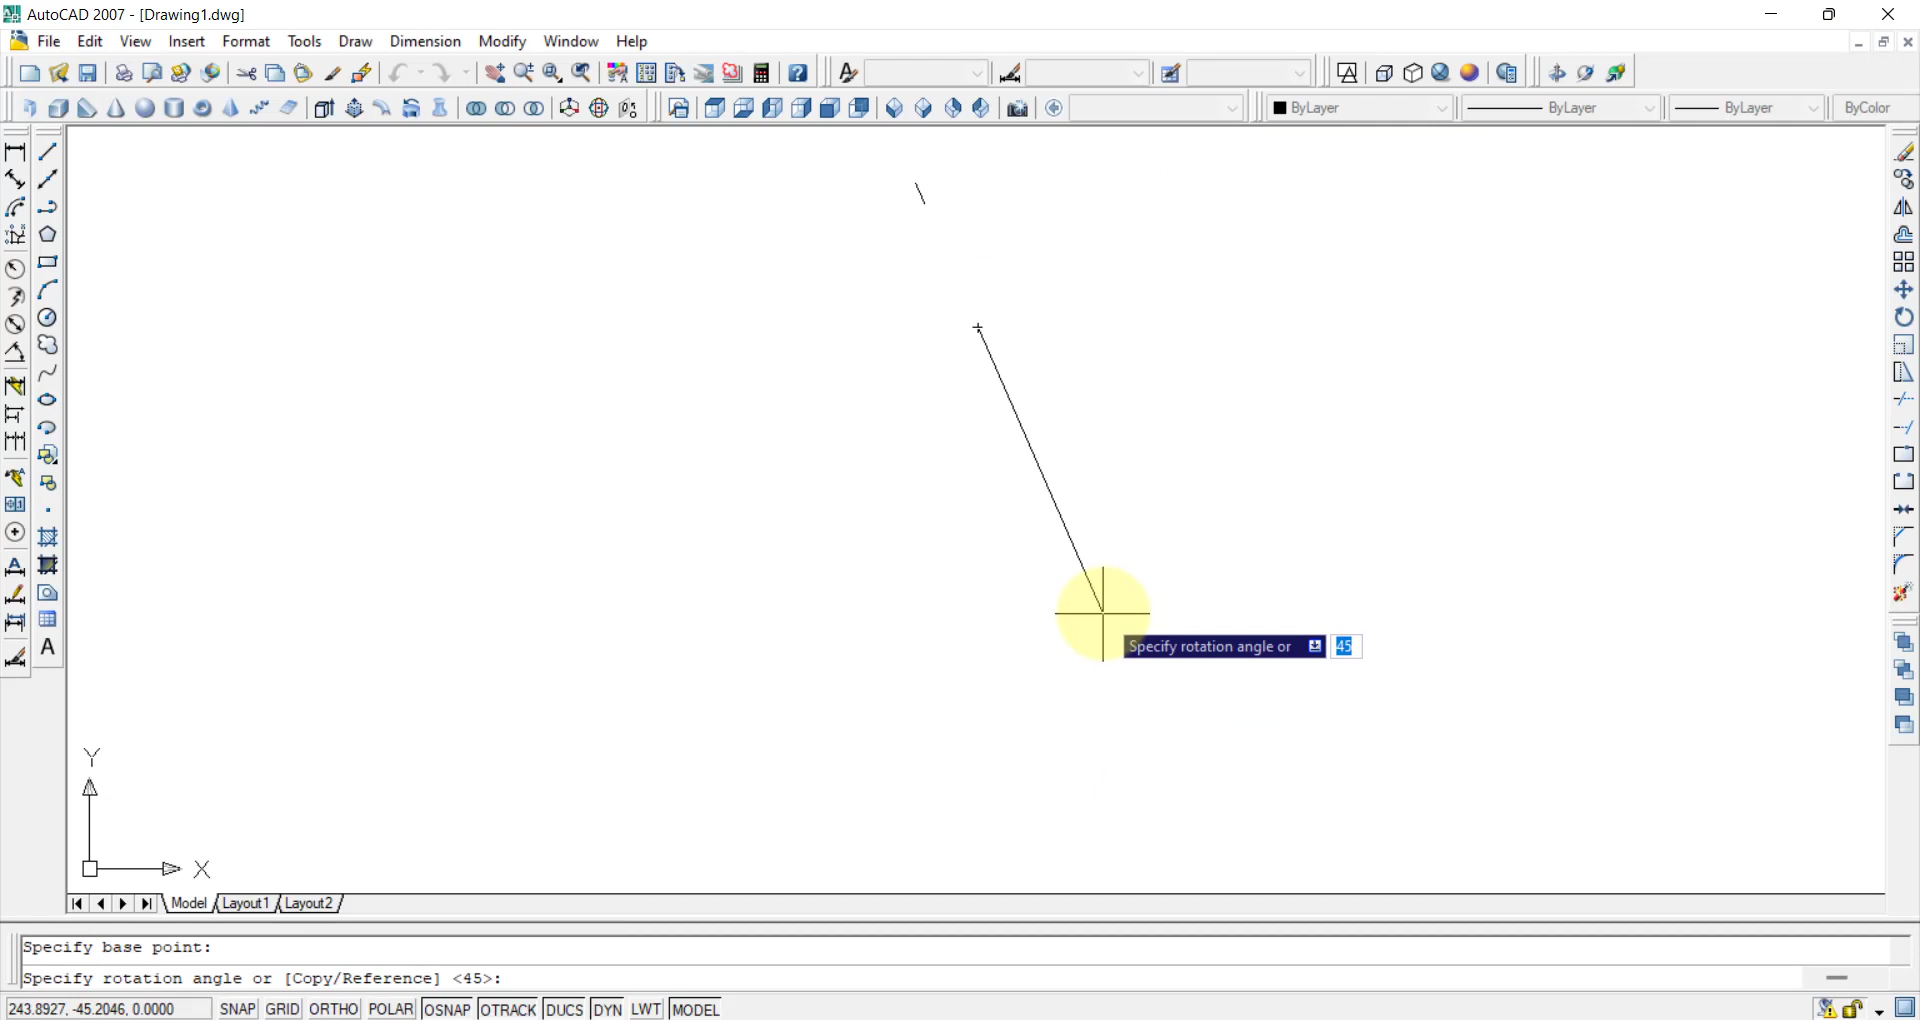 AutoCAD 2007 - [Drawing1.dwg]
File Edit View Insert Format Tools Draw Dimension Modify Window Help
ByLayer ByLayer ByLayer ByColor
A
Specify rotation angle or 45
Y
X
Model Layout1 Layout2
Specify base point:
Specify rotation angle or [Copy/Reference] <45>:
243.8927, -45.2046, 0.0000 SNAP GRID ORTHO POLAR OSNAP OTRACK DUCS DYN LWT MODEL